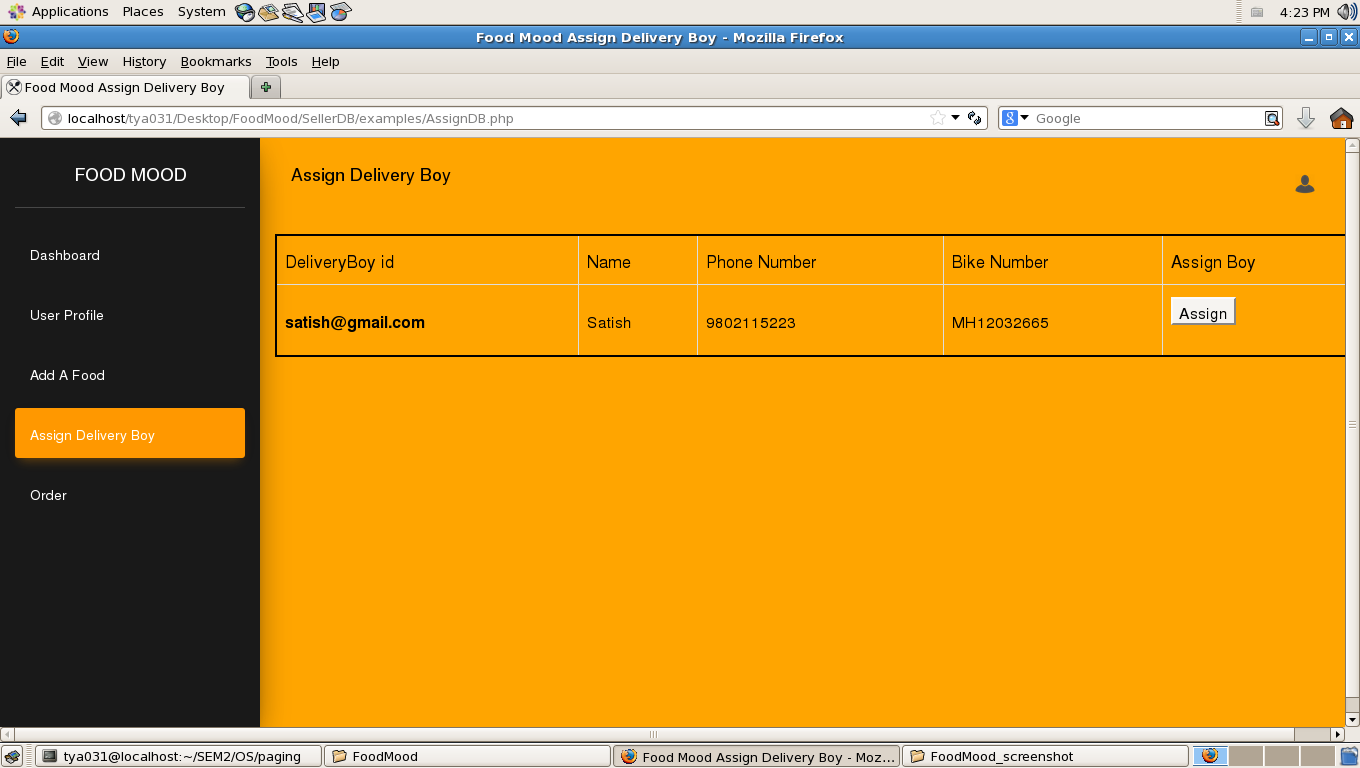 Applications Places System 4:23 PM
Food Mood Assign Delivery Boy - Mozilla Firefox
File Edit View History Bookmarks Tools Help
Food Mood Assign Delivery Boy
localhost/tya031/Desktop/FoodMood/SellerDB/examples/AssignDB.php Google
FOOD MOOD
Dashboard
User Profile
Add A Food
Assign Delivery Boy
Order
Assign Delivery Boy
DeliveryBoy id Name Phone Number Bike Number Assign Boy
satish@gmail.com Satish 9802115223 MH12032665 Assign
tya031@localhost:~/SEM2/OS/paging FoodMood Food Mood Assign Delivery Boy - Moz... FoodMood_screenshot